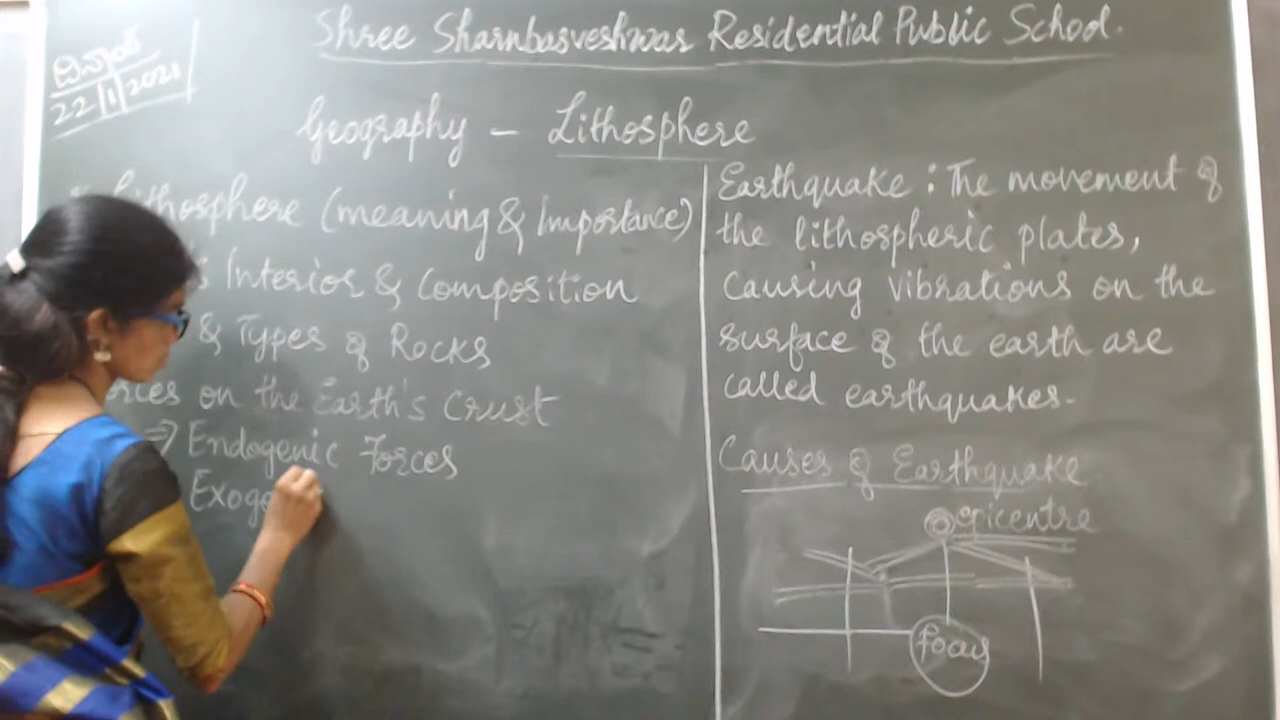 Shree Sharnbasveshwar Residential Public School.
ದಿನಾಂಕ
22/1/2021
Geography - Lithosphere
Lithosphere (meaning & Importance)
Interior & Composition
& Types of Rocks
on the Earth's Crust
⇒ Endogenic Forces
Exoge
Earthquake : The movement of
the lithospheric plates,
causing vibrations on the
surface of the earth are
called earthquakes.
Causes of Earthquake
epicentre
focus